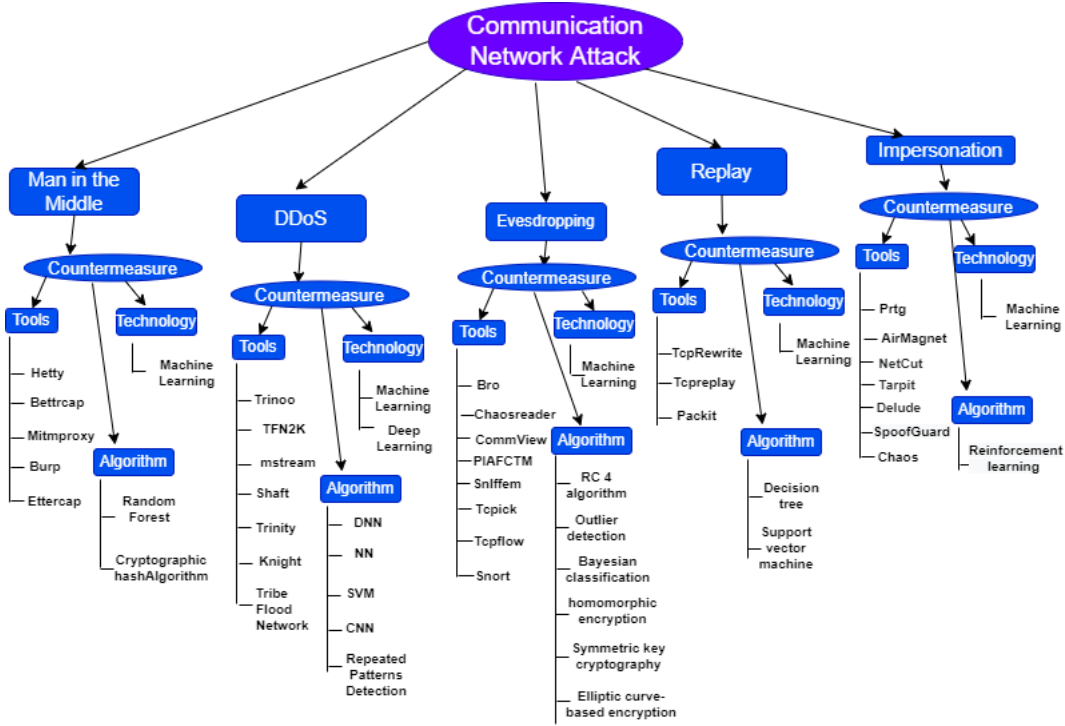 Communication
Network Attack
Man in the
Middle
Countermeasure
Tools
Hetty
Bettrcap
Mitmproxy
Burp
Ettercap
Technology
Machine
Learning
Algorithm
Random
Forest
Cryptographic
hashAlgorithm
DDoS
Countermeasure
Tools
Trinoo
TFN2K
mstream
Shaft
Trinity
Knight
Tribe
Flood
Network
Technology
Machine
Learning
Deep
Learning
Algorithm
DNN
NN
SVM
CNN
Repeated
Patterns
Detection
Evesdropping
Countermeasure
Tools
Bro
Chaosreader
CommView
PIAFCTM
Snlffem
Tcpick
Tcpflow
Snort
Technology
Machine
Learning
Algorithm
RC 4
algorithm
Outlier
detection
Bayesian
classification
homomorphic
encryption
Symmetric key
cryptography
Elliptic curve-
based encryption
Replay
Countermeasure
Tools
TcpRewrite
Tcpreplay
Packit
Technology
Machine
Learning
Algorithm
Decision
tree
Support
vector
machine
Impersonation
Countermeasure
Tools
Prtg
AirMagnet
NetCut
Tarpit
Delude
SpoofGuard
Chaos
Technology
Machine
Learning
Algorithm
Reinforcement
learning